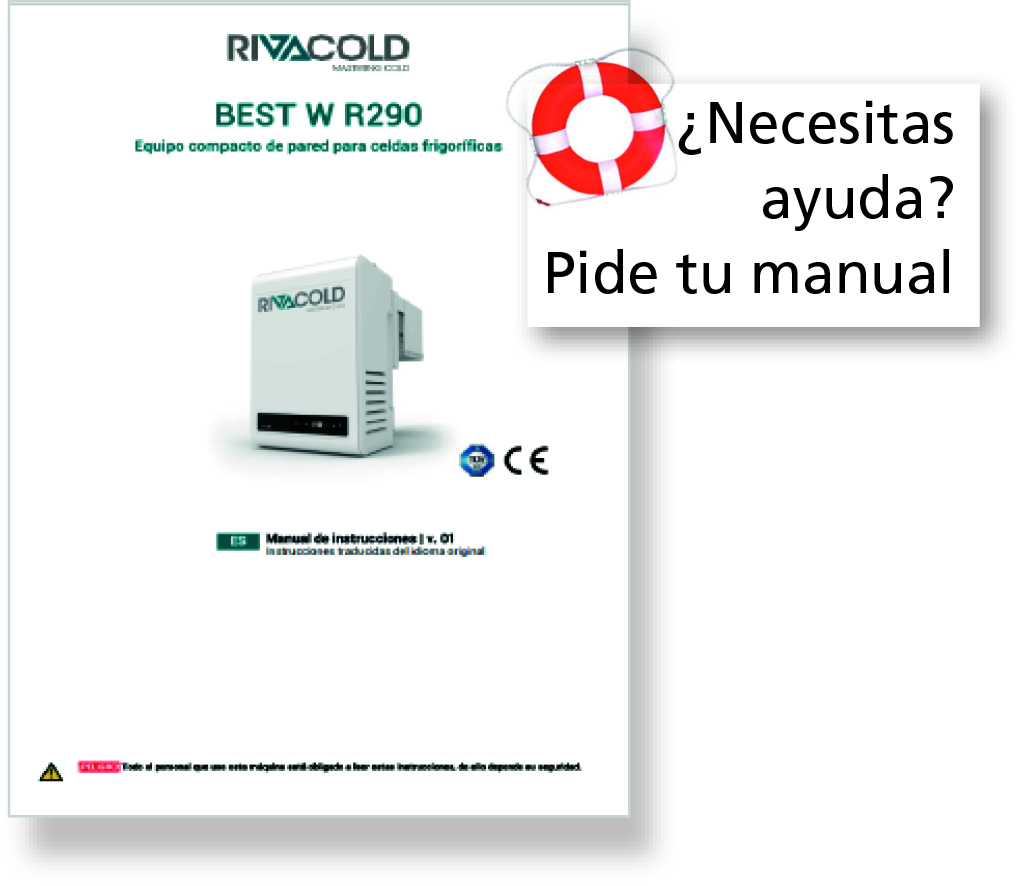 RIVACOLD
MASTERING COLD
BEST W R290
Equipo compacto de pared para celdas frigoríficas
¿Necesitas
ayuda?
Pide tu manual
RIVACOLD
CE
ES Manual de instrucciones | v. 01
Instrucciones traducidas del idioma original
PELIGRO Todo el personal que use esta máquina está obligado a leer estas instrucciones, de ello depende su seguridad.